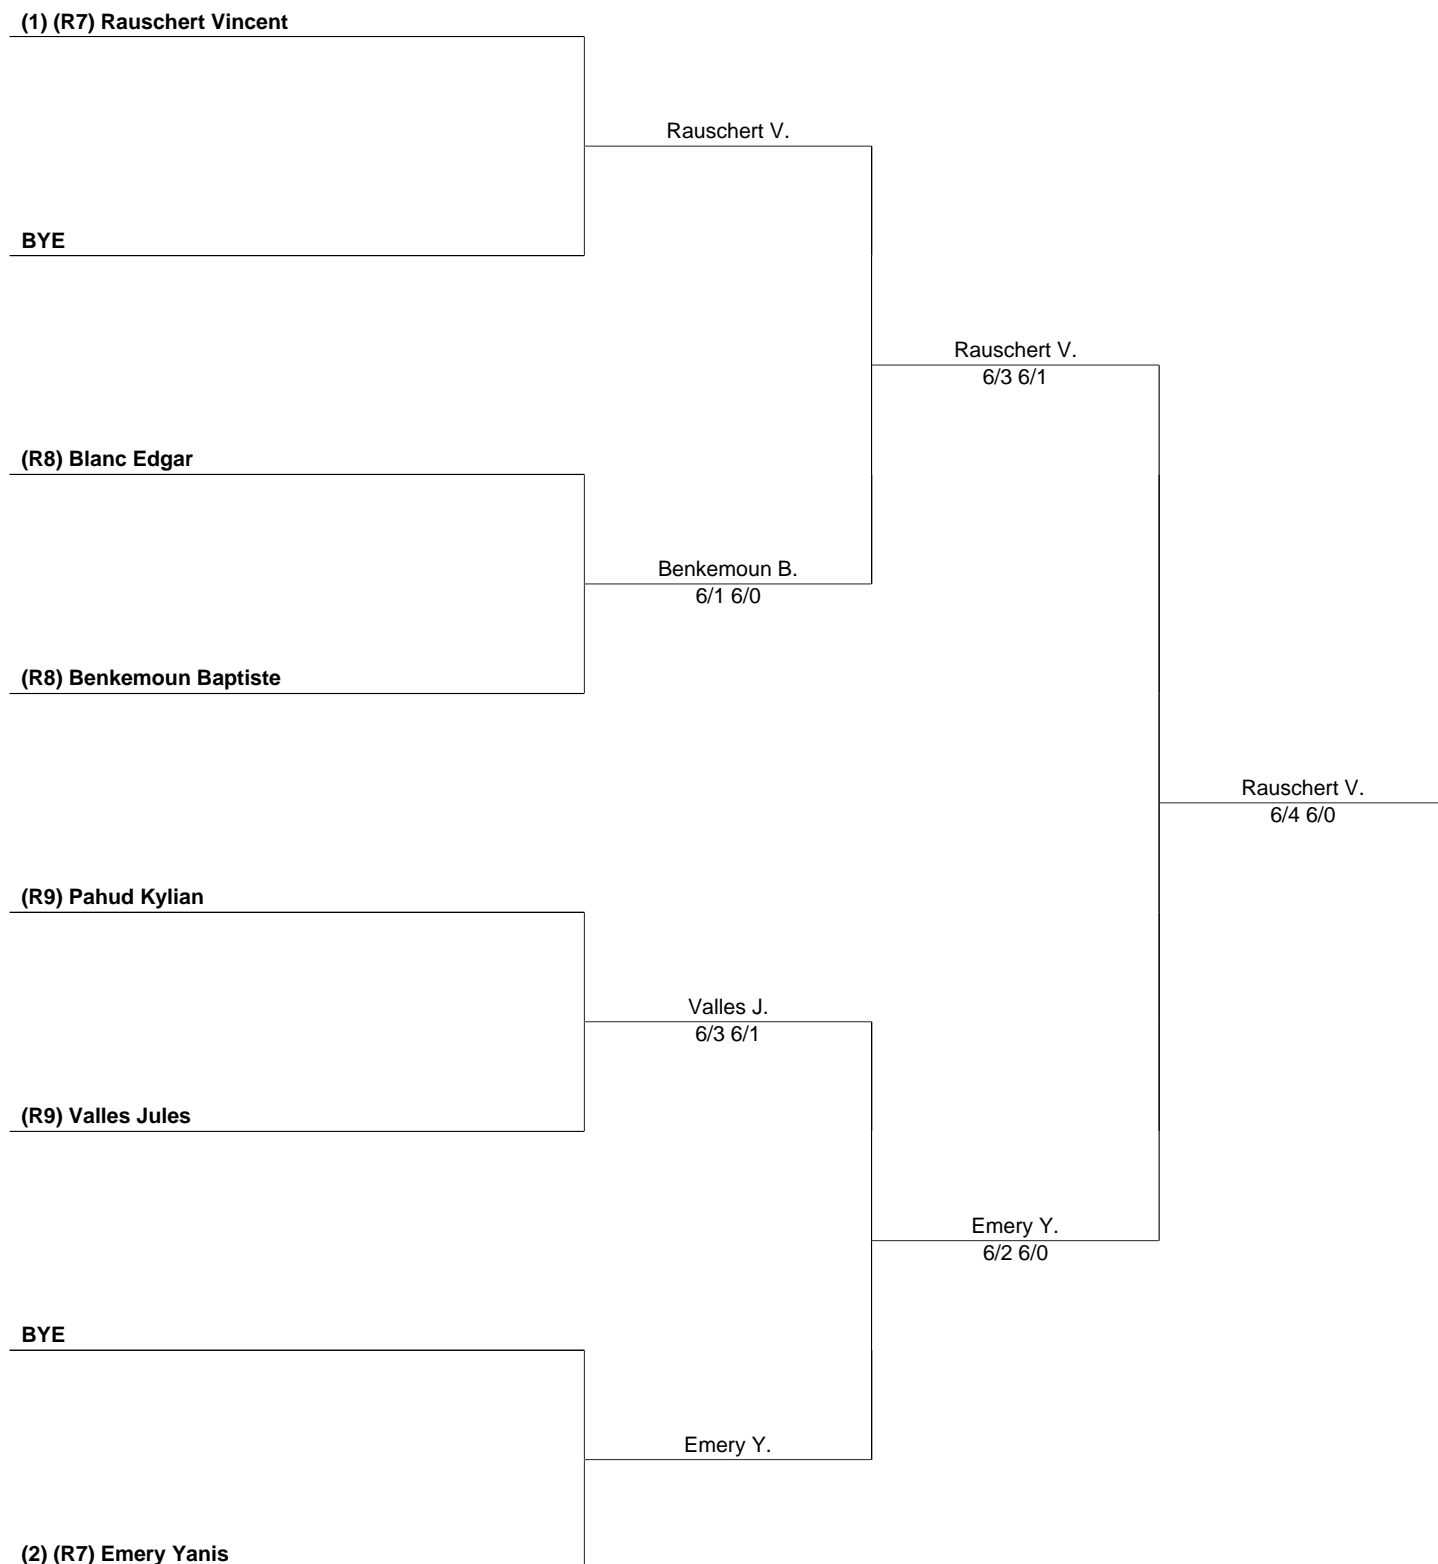 (1) (R7) Rauschert Vincent
Rauschert V.
BYE
Rauschert V.
6/3 6/1
(R8) Blanc Edgar
Benkemoun B.
6/1 6/0
(R8) Benkemoun Baptiste
Rauschert V.
6/4 6/0
(R9) Pahud Kylian
Valles J.
6/3 6/1
(R9) Valles Jules
Emery Y.
6/2 6/0
BYE
Emery Y.
(2) (R7) Emery Yanis